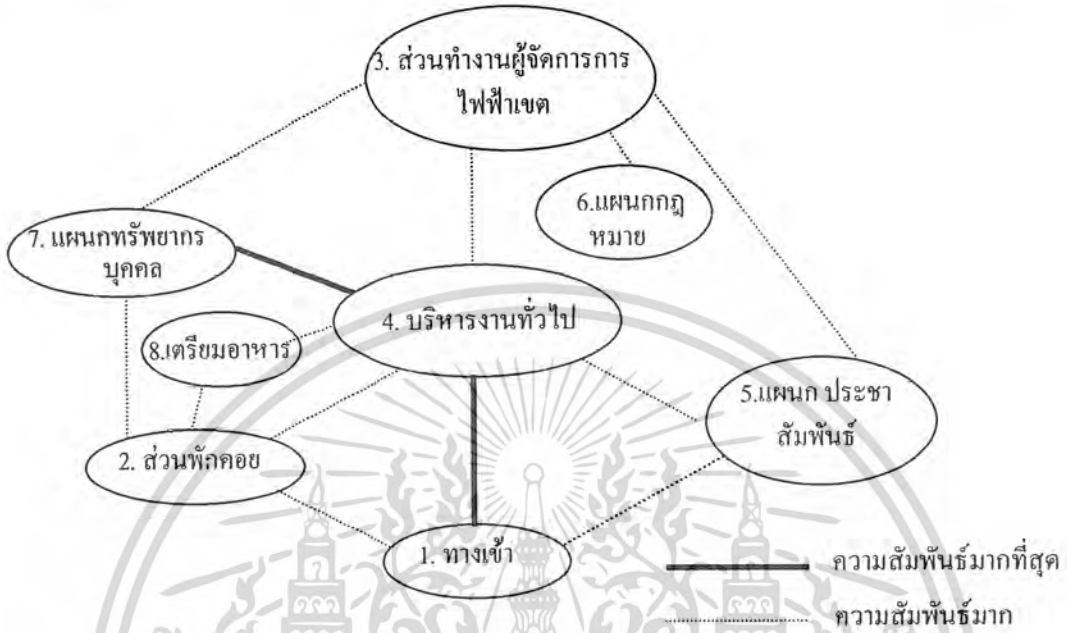 3. ส่วนทำงานผู้จัดการการ
ไฟฟ้าเขต
6.แผนกกฎ
หมาย
7. แผนกทรัพยากร
บุคคล
4. บริหารงานทั่วไป
8.เตรียมอาหาร
5.แผนก ประชา
สัมพันธ์
2. ส่วนพักคอย
1. ทางเข้า
ความสัมพันธ์มากที่สุด
ความสัมพันธ์มาก